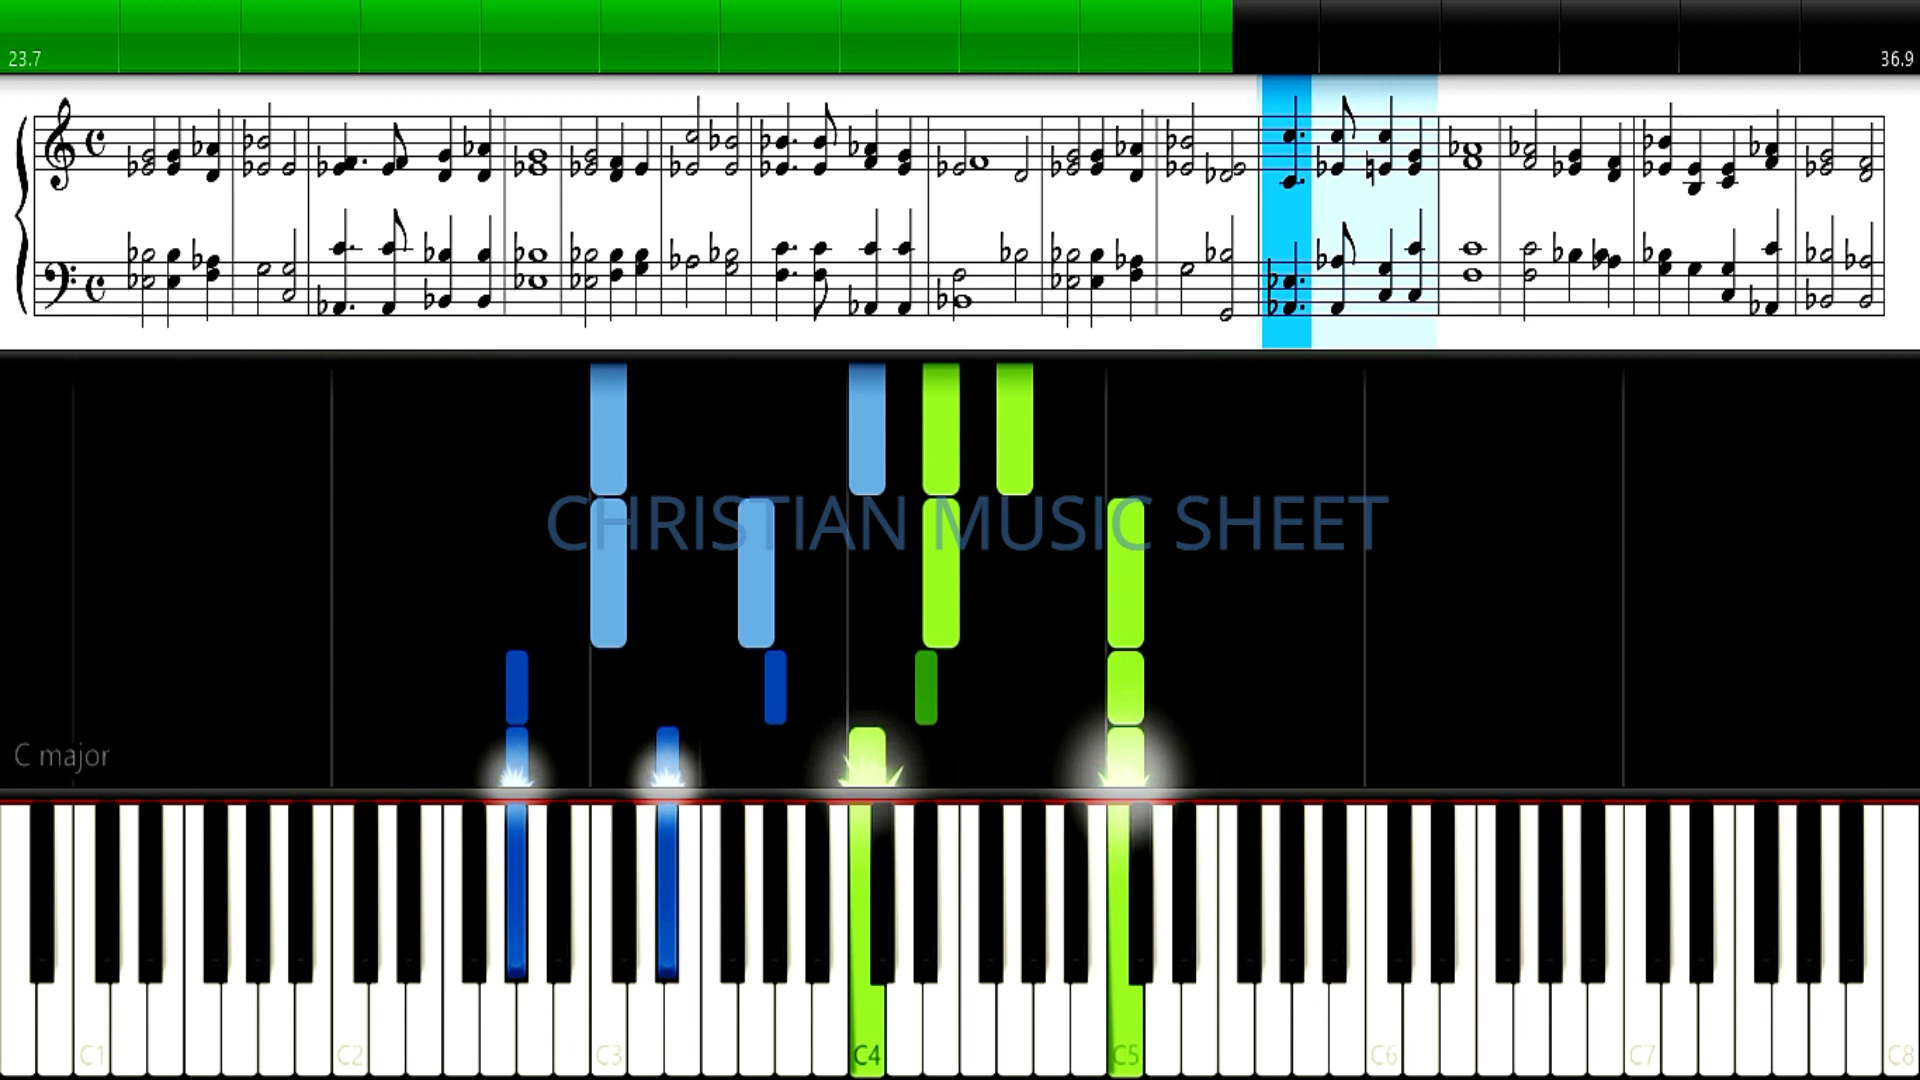 23.7
36.9
CHRISTIAN MUSIC SHEET
C major
C1 C2 C3 C4 C5 C6 C7 C8